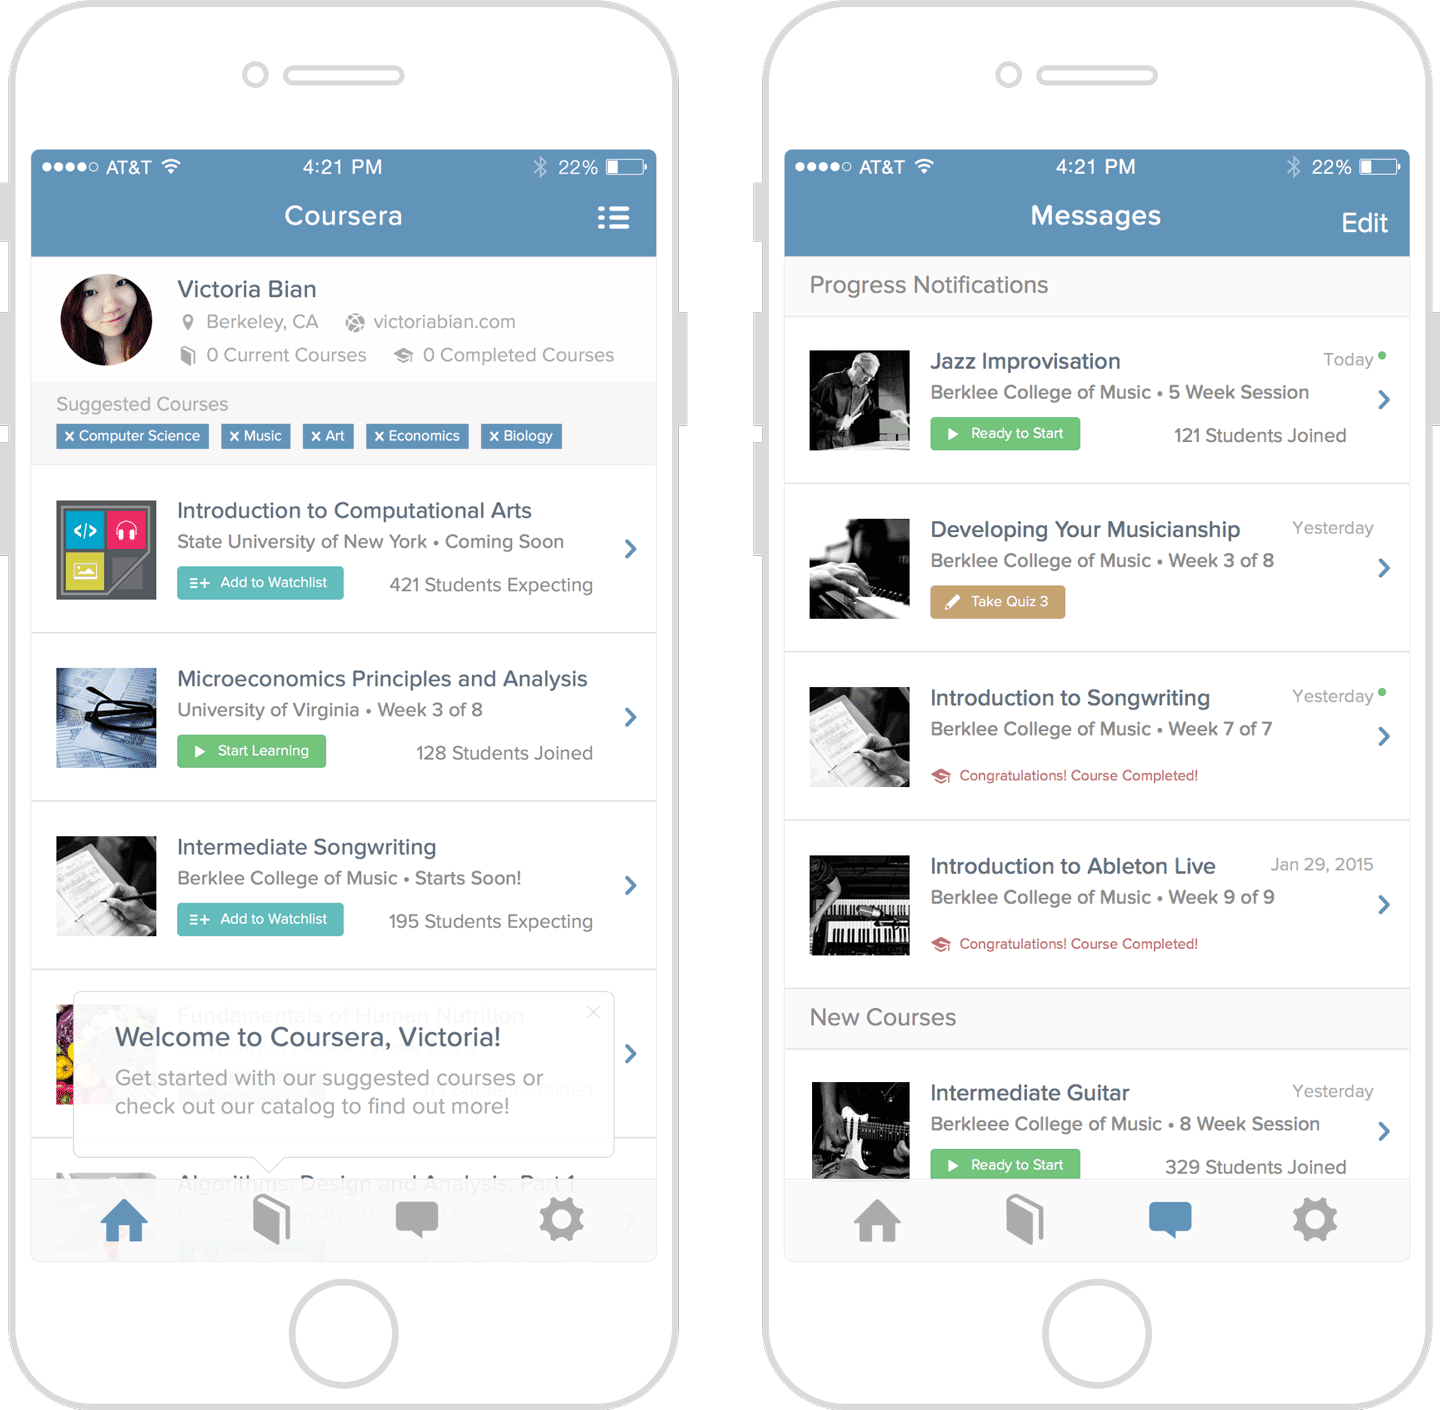 AT&T 4:21 PM 22%
Coursera
Victoria Bian
Berkeley, CA victoriabian.com
0 Current Courses 0 Completed Courses
Suggested Courses
x Computer Science x Music x Art x Economics x Biology
Introduction to Computational Arts
State University of New York • Coming Soon
Add to Watchlist 421 Students Expecting
Microeconomics Principles and Analysis
University of Virginia • Week 3 of 8
Start Learning 128 Students Joined
Intermediate Songwriting
Berklee College of Music • Starts Soon!
Add to Watchlist 195 Students Expecting
Fundamentals of Human Nutrition
Welcome to Coursera, Victoria!
Get started with our suggested courses or
check out our catalog to find out more!
Algorithms: Design and Analysis, Part 1
AT&T 4:21 PM 22%
Messages Edit
Progress Notifications
Jazz Improvisation Today
Berklee College of Music • 5 Week Session
Ready to Start 121 Students Joined
Developing Your Musicianship Yesterday
Berklee College of Music • Week 3 of 8
Take Quiz 3
Introduction to Songwriting Yesterday
Berklee College of Music • Week 7 of 7
Congratulations! Course Completed!
Introduction to Ableton Live Jan 29, 2015
Berklee College of Music • Week 9 of 9
Congratulations! Course Completed!
New Courses
Intermediate Guitar Yesterday
Berkleee College of Music • 8 Week Session
Ready to Start 329 Students Joined